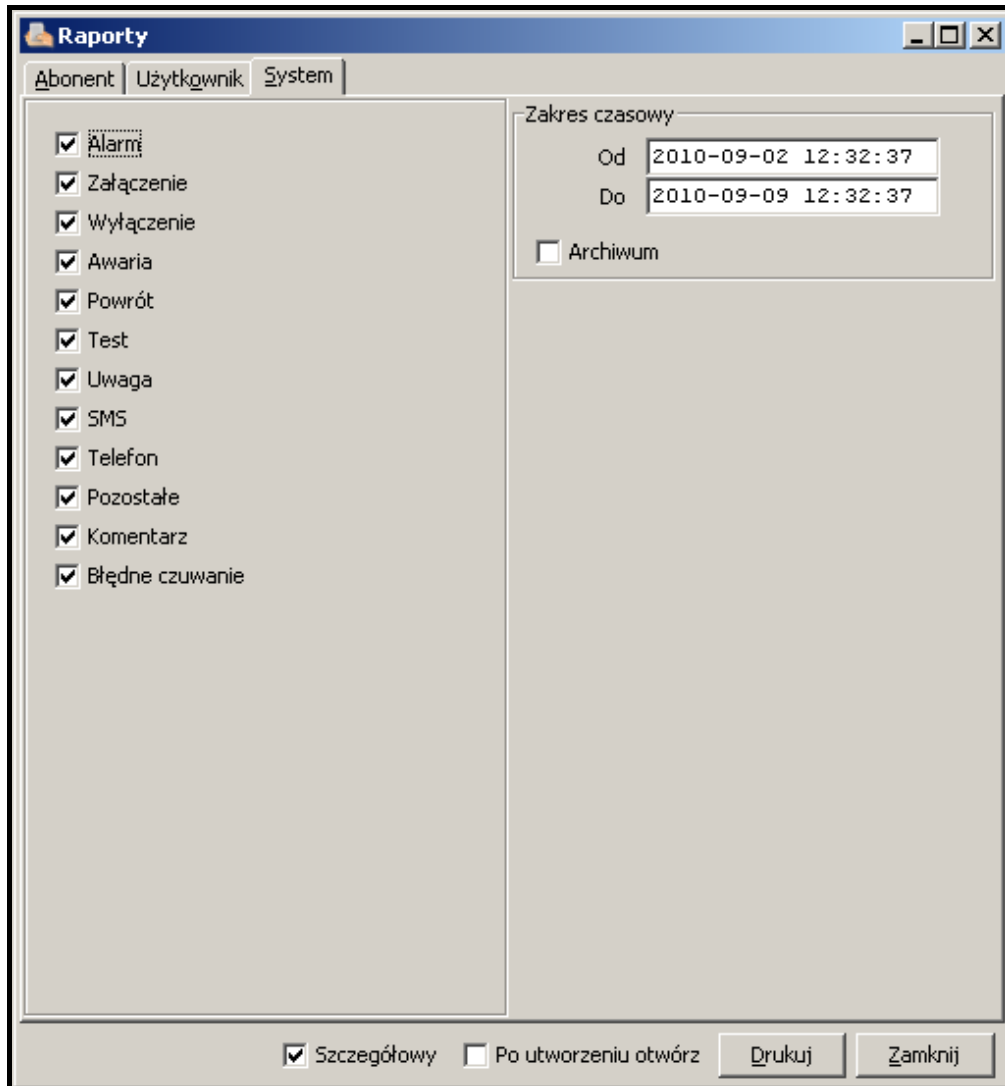 Raporty
Abonent Użytkownik System
Alarm
Załączenie
Wyłączenie
Awaria
Powrót
Test
Uwaga
SMS
Telefon
Pozostałe
Komentarz
Błędne czuwanie
Zakres czasowy
Od 2010-09-02 12:32:37
Do 2010-09-09 12:32:37
Archiwum
Szczegółowy Po utworzeniu otwórz Drukuj Zamknij